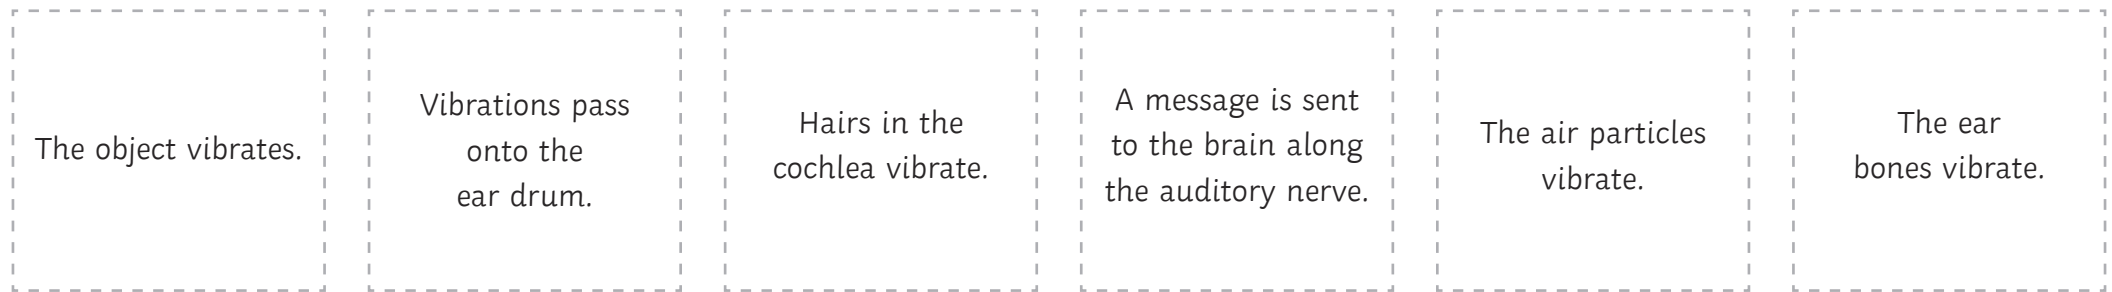 The object vibrates.
Vibrations pass
onto the
ear drum.
Hairs in the
cochlea vibrate.
A message is sent
to the brain along
the auditory nerve.
The air particles
vibrate.
The ear
bones vibrate.